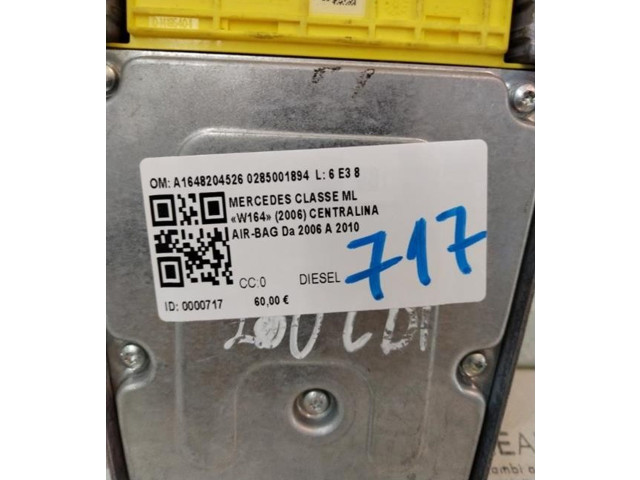 OM: A1648204526 0285001894 L: 6 E3 8
MERCEDES CLASSE ML
«W164» (2006) CENTRALINA
AIR-BAG Da 2006 A 2010
CC:0 DIESEL
717
ID: 0000717 60,00 €
CDI